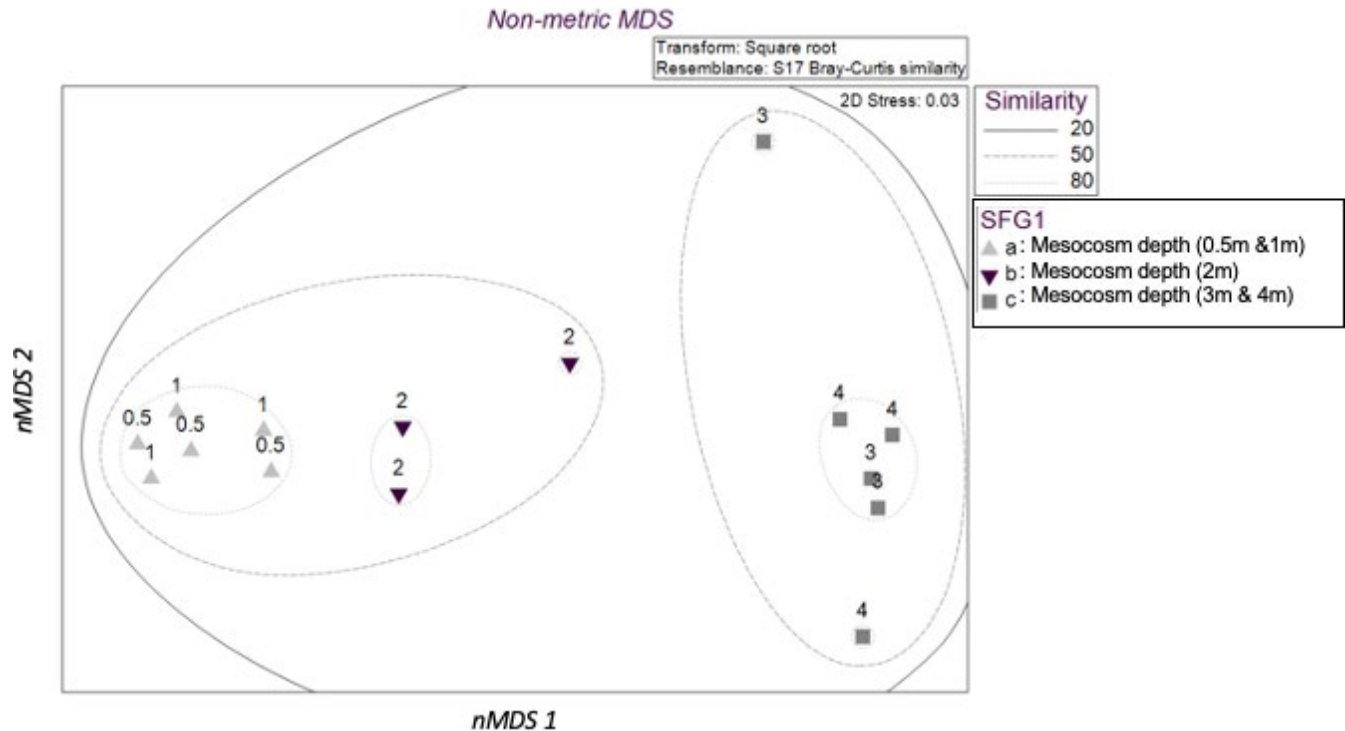 Non-metric MDS
Transform: Square root
Resemblance: S17 Bray-Curtis similarity
2D Stress: 0.03
Similarity
20
50
80
SFG1
a: Mesocosm depth (0.5m &1m)
b: Mesocosm depth (2m)
c: Mesocosm depth (3m & 4m)
3
2
1
0.5
0.5
1
1
0.5
2
2
4
4
3
3
4
nMDS 2
nMDS 1